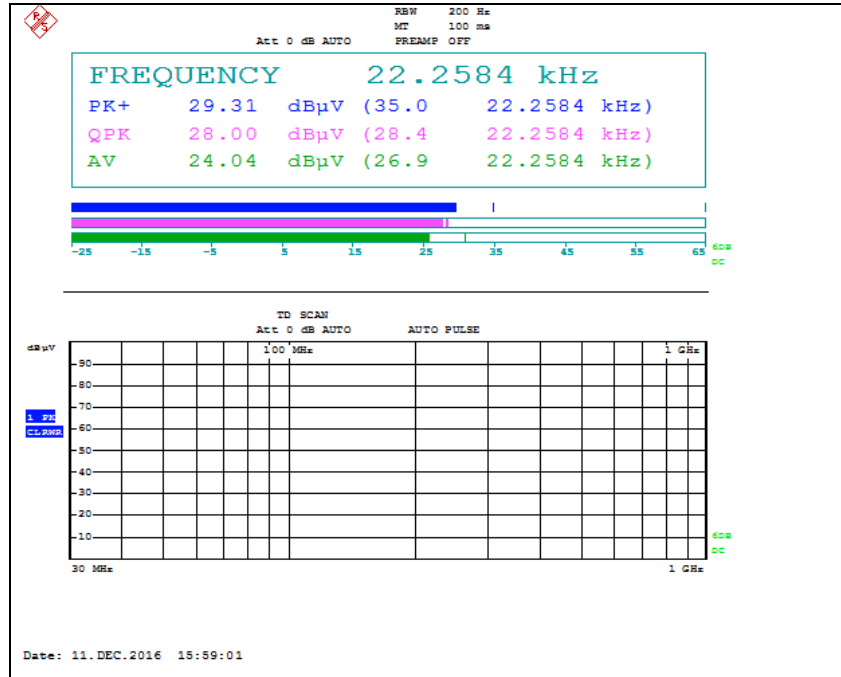 RBW 200 Hz
MT 100 ms
Att 0 dB AUTO PREAMP OFF
FREQUENCY 22.2584 kHz
PK+ 29.31 dBµV (35.0 22.2584 kHz)
QPK 28.00 dBµV (28.4 22.2584 kHz)
AV 24.04 dBµV (26.9 22.2584 kHz)
-25 -15 -5 5 15 25 35 45 55 65
6DB
DC
TD SCAN
Att 0 dB AUTO AUTO PULSE
dBµV
100 MHz 1 GHz
90
80
70
1 PK
CLRWR
60
50
40
30
20
10
6DB
DC
30 MHz 1 GHz
Date: 11.DEC.2016 15:59:01